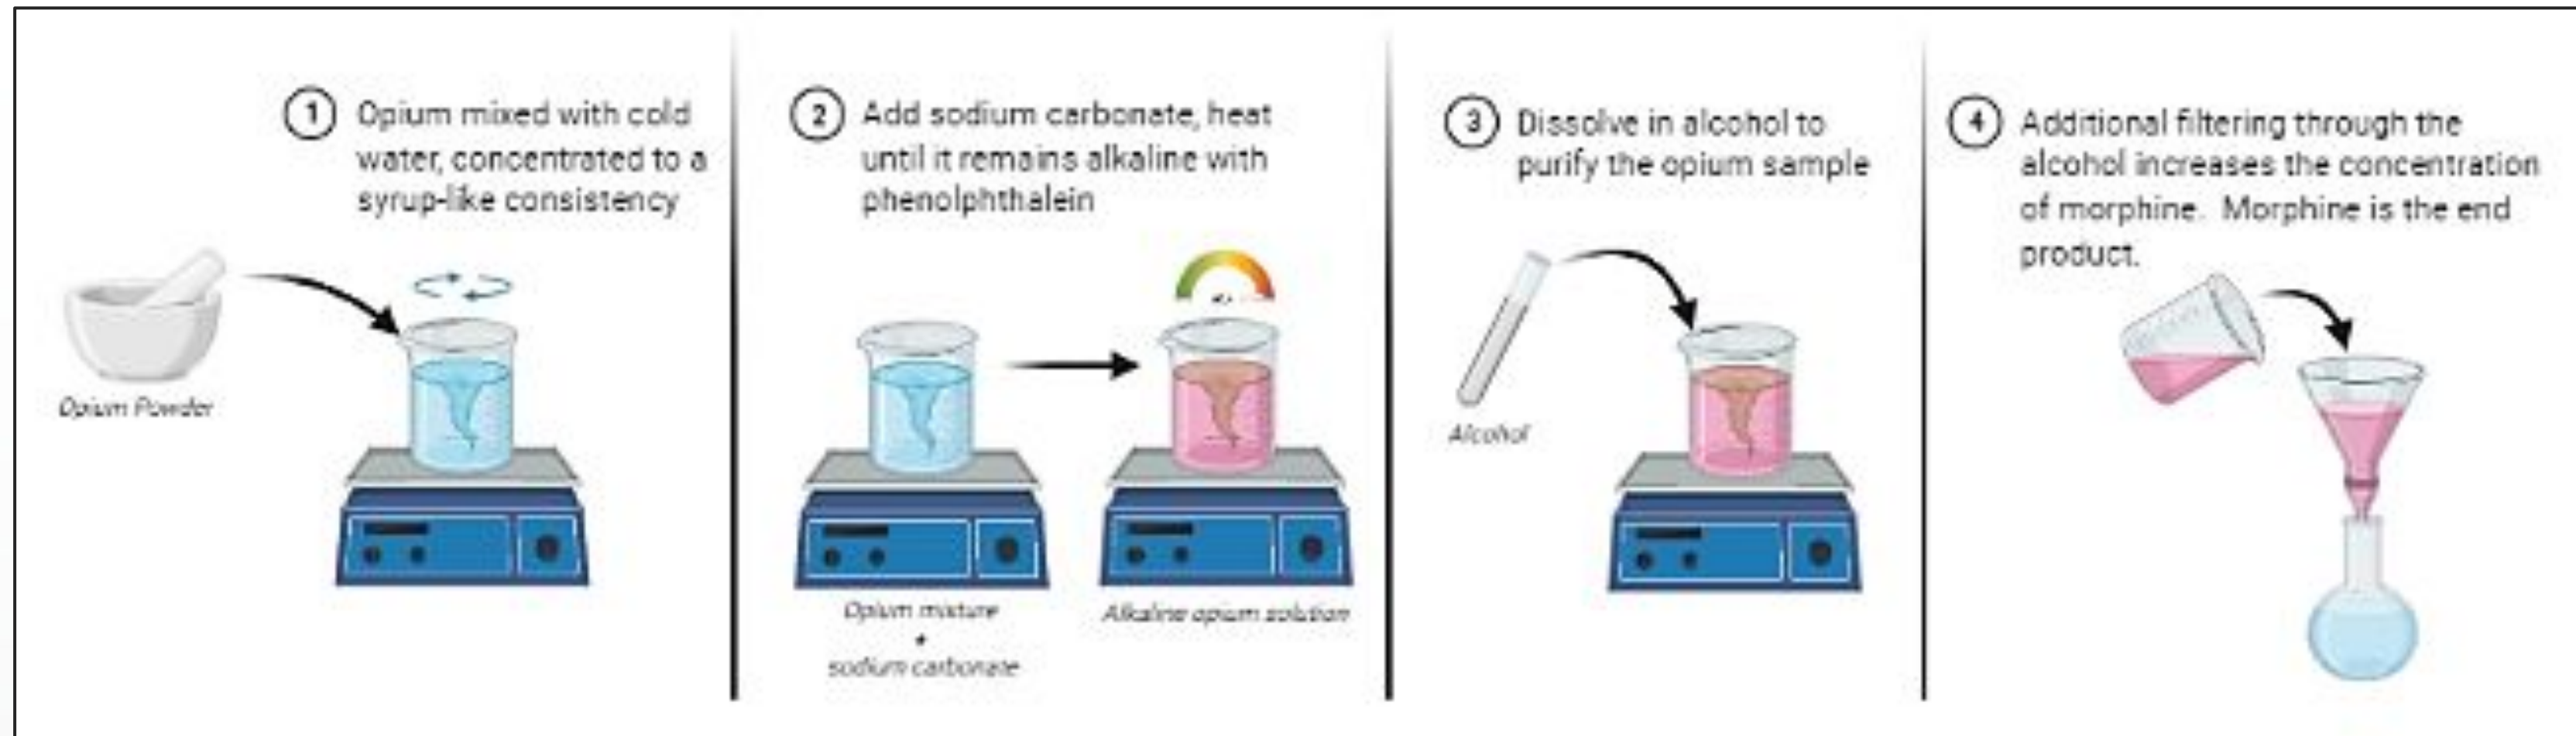 1
Opium mixed with cold
water, concentrated to a
syrup-like consistency
Opium Powder
2
Add sodium carbonate, heat
until it remains alkaline with
phenolphthalein
Opium mixture
+
sodium carbonate
Alkaline opium solution
3
Dissolve in alcohol to
purify the opium sample
Alcohol
4
Additional filtering through the
alcohol increases the concentration
of morphine. Morphine is the end
product.